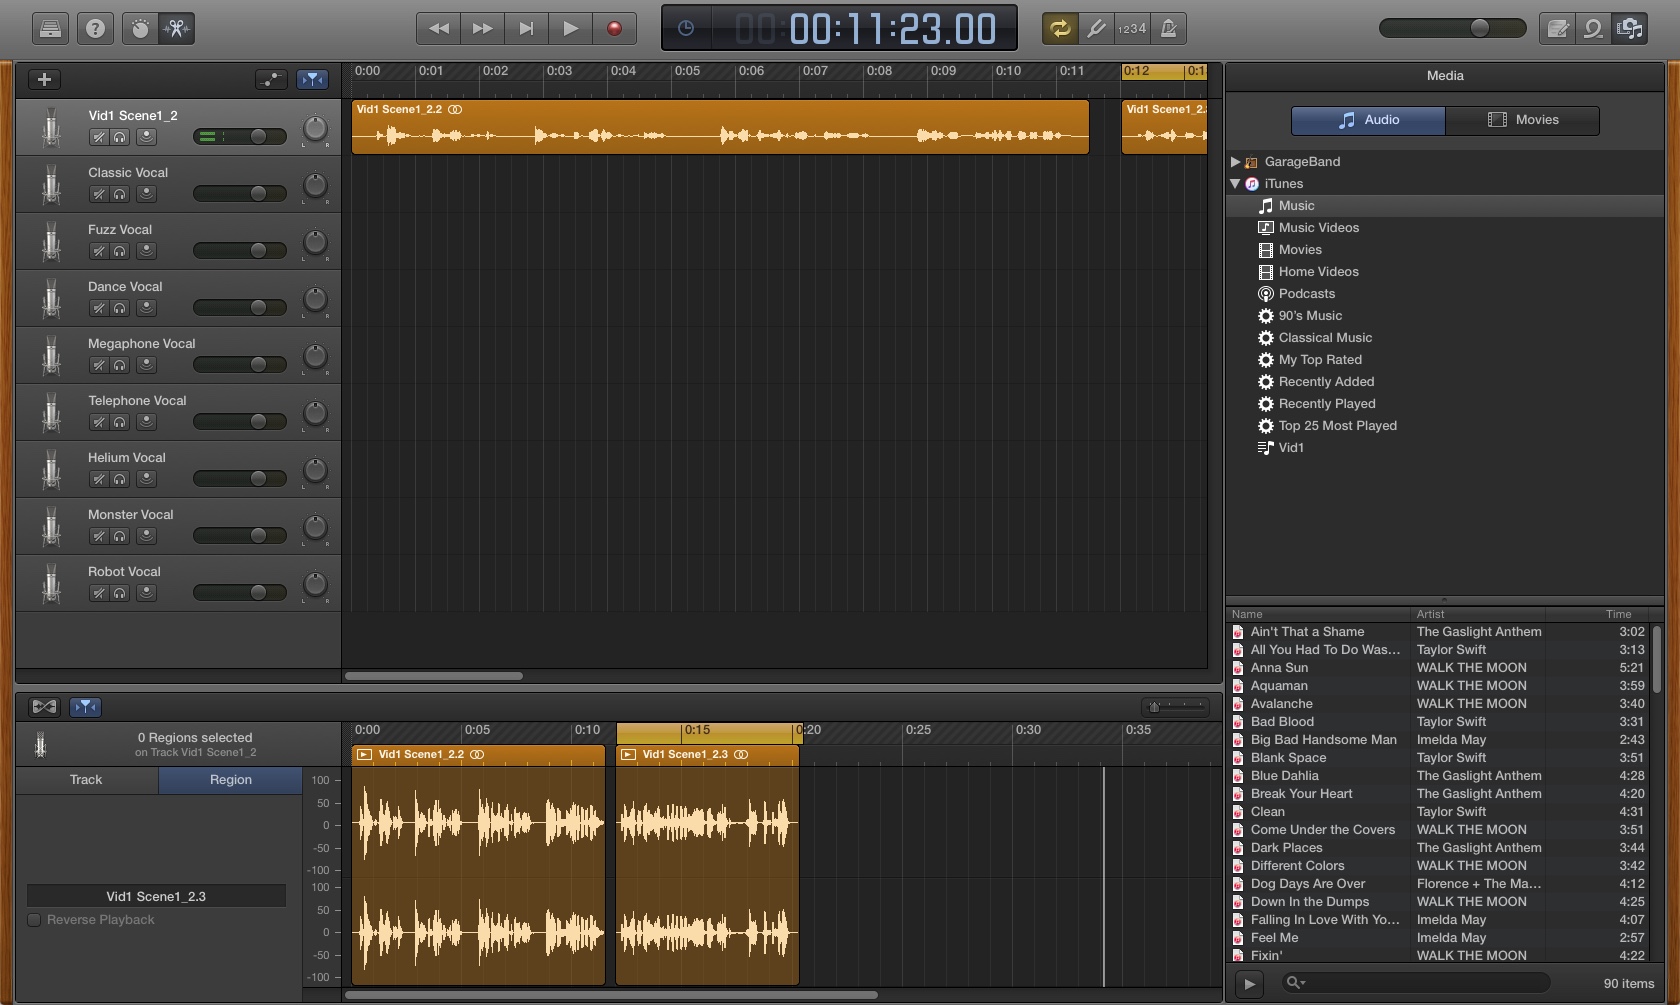 ?
00:11:23.00
1234
Media
Audio
Movies
0:00 0:01 0:02 0:03 0:04 0:05 0:06 0:07 0:08 0:09 0:10 0:11 0:12
Vid1 Scene1_2
L R
Vid1 Scene1_2.2
Vid1 Scene1_2.
Classic Vocal
L R
Fuzz Vocal
L R
Dance Vocal
L R
Megaphone Vocal
L R
Telephone Vocal
L R
Helium Vocal
L R
Monster Vocal
L R
Robot Vocal
L R
GarageBand
iTunes
Music
Music Videos
Movies
Home Videos
Podcasts
90's Music
Classical Music
My Top Rated
Recently Added
Recently Played
Top 25 Most Played
Vid1
Name Artist Time
Ain't That a Shame The Gaslight Anthem 3:02
All You Had To Do Was... Taylor Swift 3:13
Anna Sun WALK THE MOON 5:21
Aquaman WALK THE MOON 3:59
Avalanche WALK THE MOON 3:40
Bad Blood Taylor Swift 3:31
Big Bad Handsome Man Imelda May 2:43
Blank Space Taylor Swift 3:51
Blue Dahlia The Gaslight Anthem 4:28
Break Your Heart The Gaslight Anthem 4:20
Clean Taylor Swift 4:31
Come Under the Covers WALK THE MOON 3:51
Dark Places The Gaslight Anthem 3:44
Different Colors WALK THE MOON 3:42
Dog Days Are Over Florence + The Ma... 4:12
Down In the Dumps WALK THE MOON 4:25
Falling In Love With Yo... Imelda May 4:07
Feel Me Imelda May 2:57
Fixin' WALK THE MOON 4:22
90 items
0 Regions selected
on Track Vid1 Scene1_2
Track
Region
Vid1 Scene1_2.3
Reverse Playback
0:00 0:05 0:10 0:15 0:20 0:25 0:30 0:35
Vid1 Scene1_2.2
Vid1 Scene1_2.3
100
50
0
-50
-100
100
50
0
-50
-100